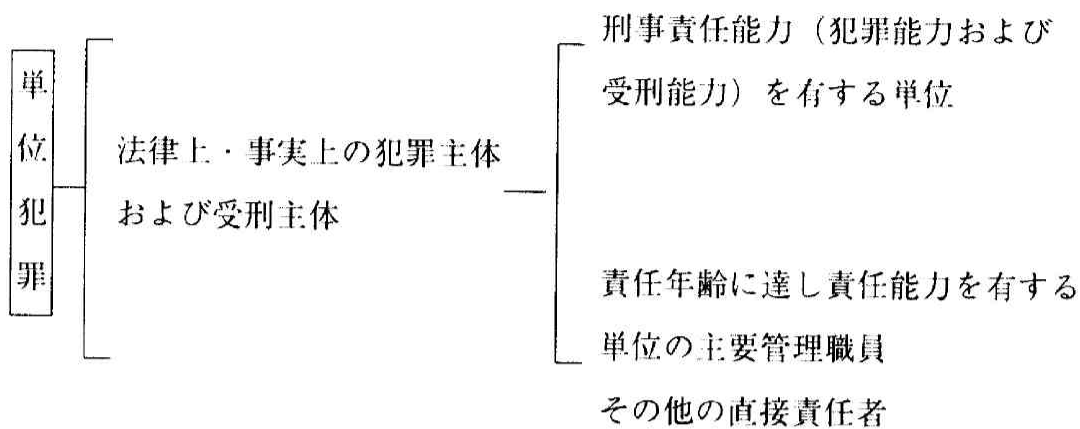 単位犯罪
法律上・事実上の犯罪主体
および受刑主体
刑事責任能力（犯罪能力および
受刑能力）を有する単位
責任年齢に達し責任能力を有する
単位の主要管理職員
その他の直接責任者